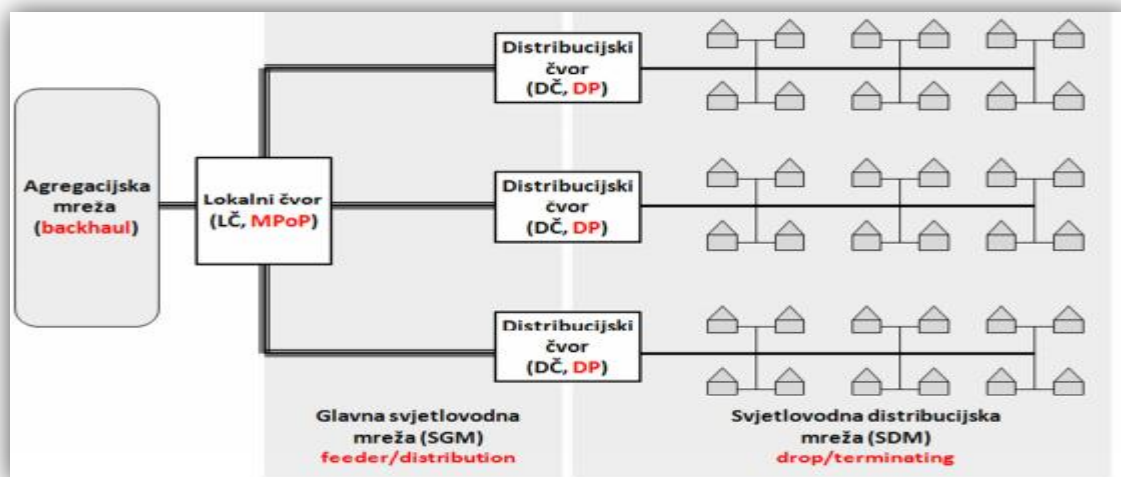 Agregacijska
mreža
(backhaul)
Lokalni čvor
(LČ, MPoP)
Distribucijski
čvor
(DČ, DP)
Distribucijski
čvor
(DČ, DP)
Distribucijski
čvor
(DČ, DP)
Glavna svjetlovodna
mreža (SGM)
feeder/distribution
Svjetlovodna distribucijska
mreža (SDM)
drop/terminating